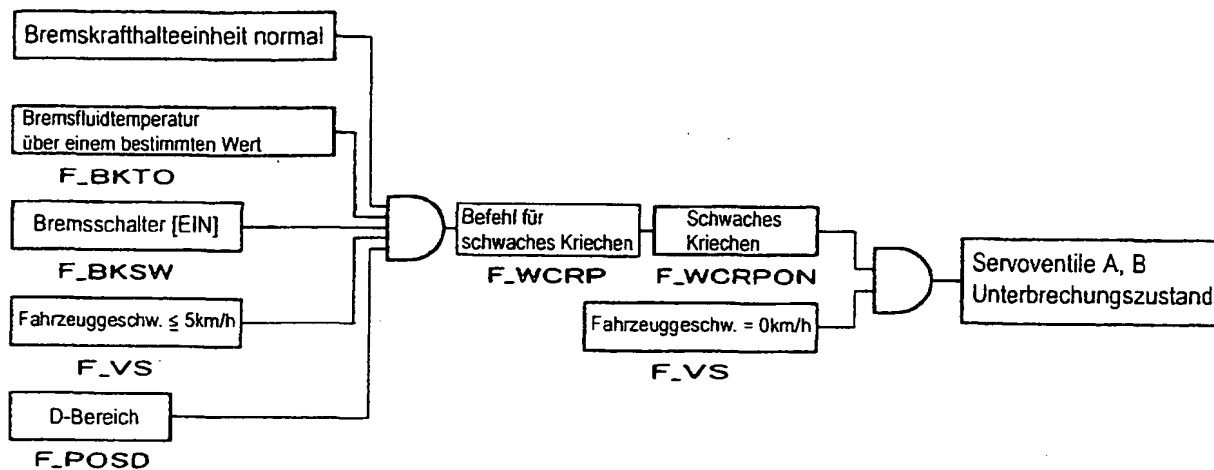 Bremskrafthalteeinheit normal
Bremsfluidtemperatur
über einem bestimmten Wert
F_BKTO
Bremsschalter [EIN]
F_BKSW
Fahrzeuggeschw. ≦ 5km/h
F_VS
D-Bereich
F_POSD
Befehl für
schwaches Kriechen
F_WCRP
Schwaches
Kriechen
F_WCRPON
Fahrzeuggeschw. = 0km/h
F_VS
Servoventile A, B
Unterbrechungszustand